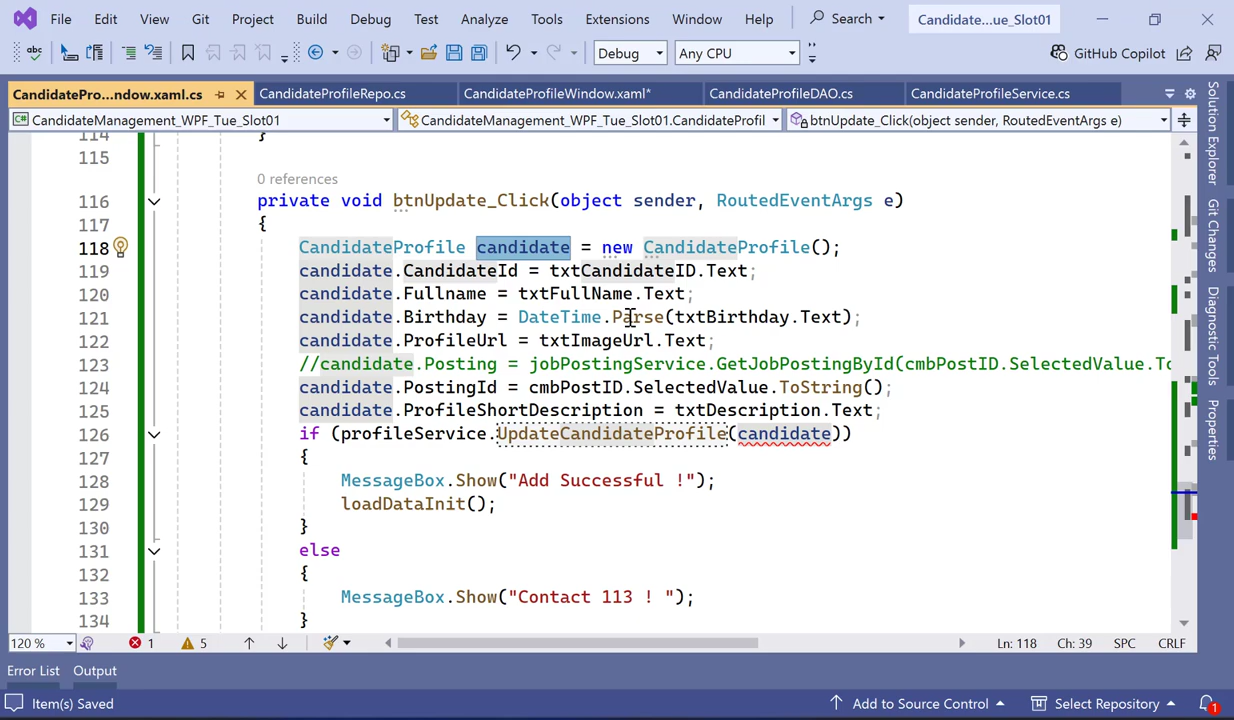 File Edit View Git Project Build Debug Test Analyze Tools Extensions Window Help Search Candidate...ue_Slot01
Debug Any CPU GitHub Copilot
CandidatePro...ndow.xaml.cs CandidateProfileRepo.cs CandidateProfileWindow.xaml* CandidateProfileDAO.cs CandidateProfileService.cs
CandidateManagement_WPF_Tue_Slot01 CandidateManagement_WPF_Tue_Slot01.CandidateProfil btnUpdate_Click(object sender, RoutedEventArgs e)
114 }
115
0 references
116 private void btnUpdate_Click(object sender, RoutedEventArgs e)
117 {
118 CandidateProfile candidate = new CandidateProfile();
119 candidate.CandidateId = txtCandidateID.Text;
120 candidate.Fullname = txtFullName.Text;
121 candidate.Birthday = DateTime.Parse(txtBirthday.Text);
122 candidate.ProfileUrl = txtImageUrl.Text;
123 //candidate.Posting = jobPostingService.GetJobPostingById(cmbPostID.SelectedValue.To
124 candidate.PostingId = cmbPostID.SelectedValue.ToString();
125 candidate.ProfileShortDescription = txtDescription.Text;
126 if (profileService.UpdateCandidateProfile(candidate))
127 {
128 MessageBox.Show("Add Successful !");
129 loadDataInit();
130 }
131 else
132 {
133 MessageBox.Show("Contact 113 ! ");
134 }
120 % 1 5 Ln: 118 Ch: 39 SPC CRLF
Error List Output
Item(s) Saved Add to Source Control Select Repository 1
Solution Explorer
Git Changes
Diagnostic Tools
Properties